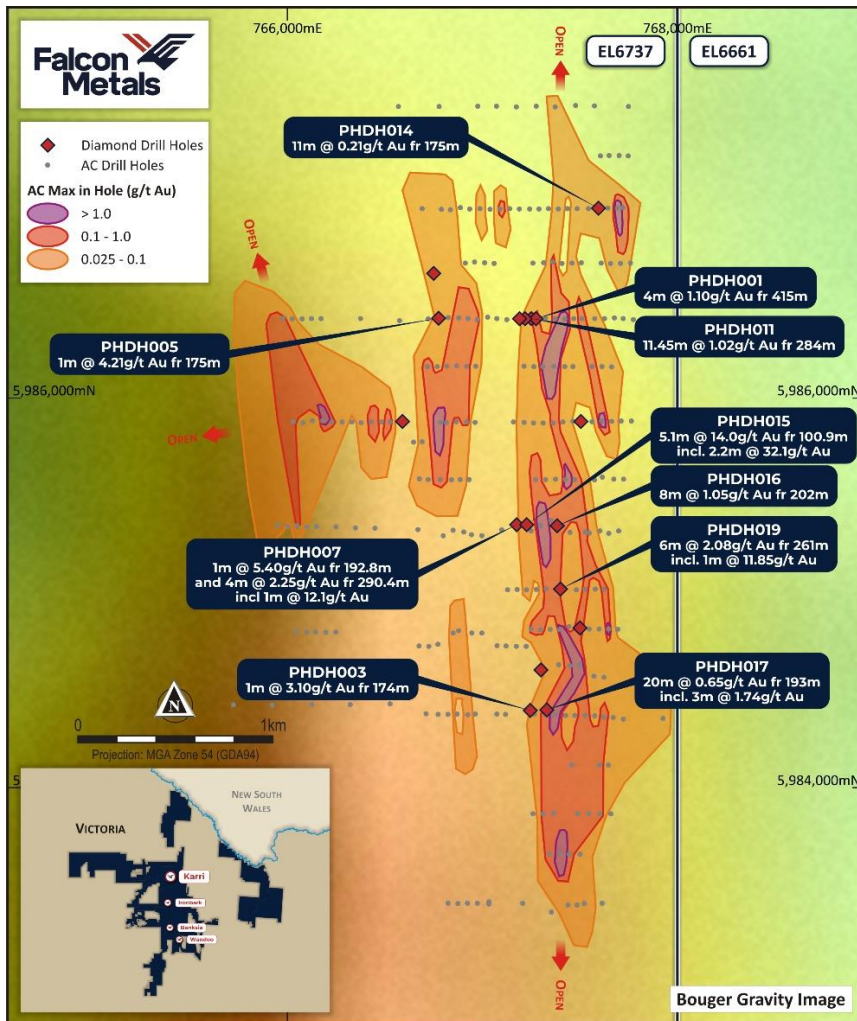 Falcon
Metals
766,000mE
768,000mE
OPEN
EL6737
EL6661
Diamond Drill Holes
AC Drill Holes
AC Max in Hole (g/t Au)
> 1.0
0.1 - 1.0
0.025 - 0.1
PHDH014
11m @ 0.21g/t Au fr 175m
OPEN
PHDH001
4m @ 1.10g/t Au fr 415m
PHDH011
11.45m @ 1.02g/t Au fr 284m
PHDH005
1m @ 4.21g/t Au fr 175m
5,986,000mN
5,986,000mN
OPEN
PHDH015
5.1m @ 14.0g/t Au fr 100.9m
incl. 2.2m @ 32.1g/t Au
PHDH016
8m @ 1.05g/t Au fr 202m
PHDH007
1m @ 5.40g/t Au fr 192.8m
and 4m @ 2.25g/t Au fr 290.4m
incl 1m @ 12.1g/t Au
PHDH019
6m @ 2.08g/t Au fr 261m
incl. 1m @ 11.85g/t Au
PHDH003
1m @ 3.10g/t Au fr 174m
PHDH017
20m @ 0.65g/t Au fr 193m
incl. 3m @ 1.74g/t Au
N
0 1km
Projection: MGA Zone 54 (GDA94)
5,984,000mN
NEW SOUTH
WALES
VICTORIA
Karri
Ironbark
Banksia
Wandoo
OPEN
Bouger Gravity Image